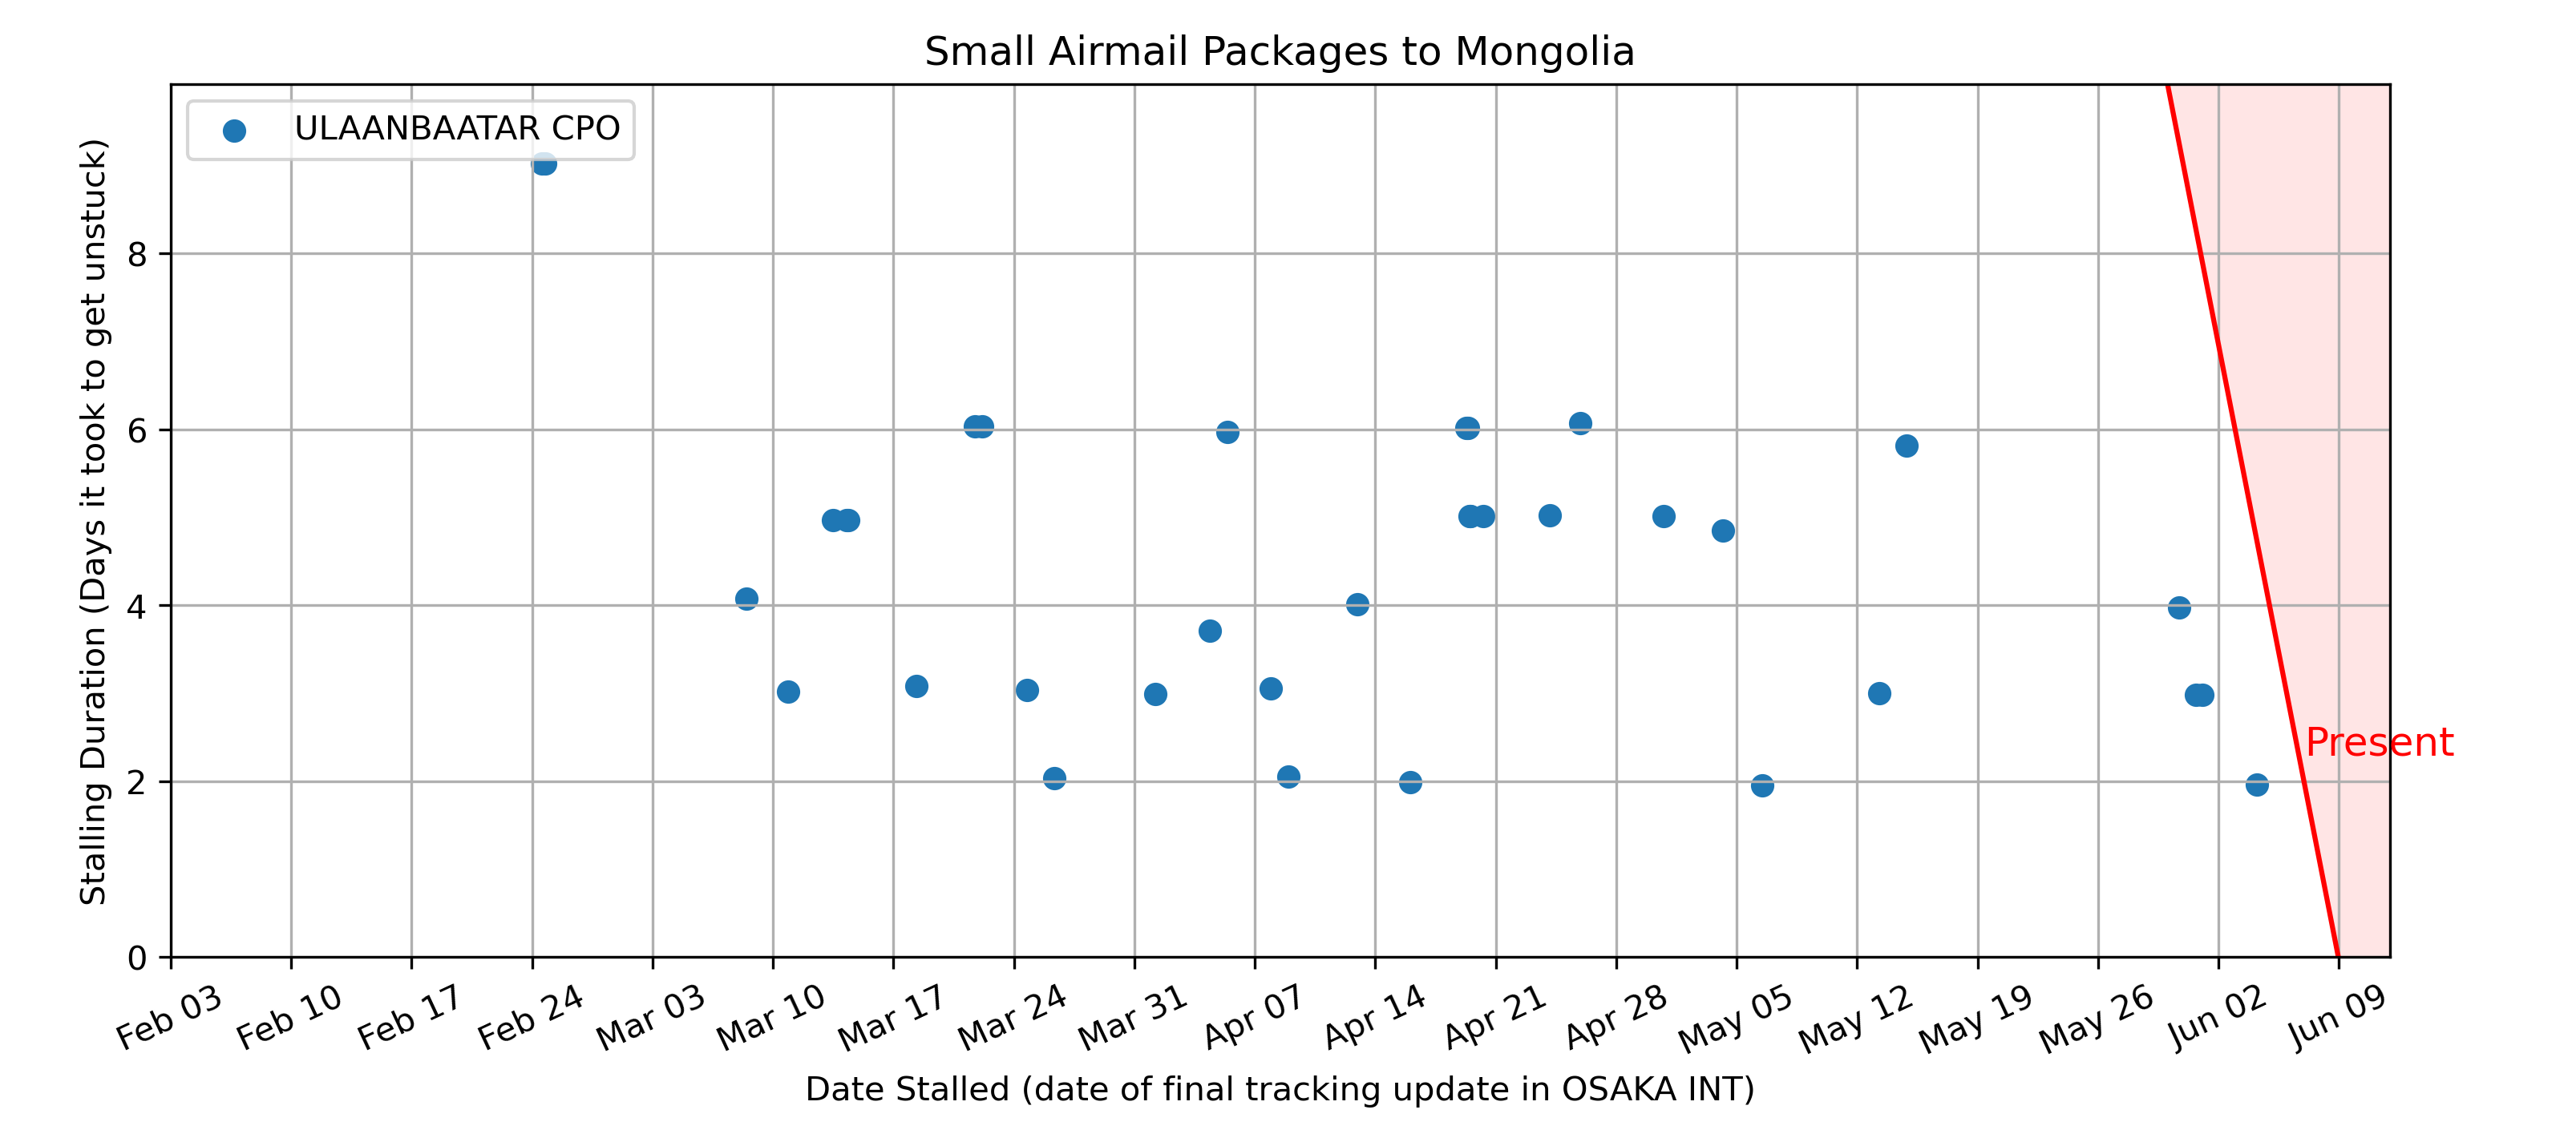 Small Airmail Packages to Mongolia
ULAANBAATAR CPO
Stalling Duration (Days it took to get unstuck)
8
6
4
2
0
Present
Feb 03
Feb 10
Feb 17
Feb 24
Mar 03
Mar 10
Mar 17
Mar 24
Mar 31
Apr 07
Apr 14
Apr 21
Apr 28
May 05
May 12
May 19
May 26
Jun 02
Jun 09
Date Stalled (date of final tracking update in OSAKA INT)